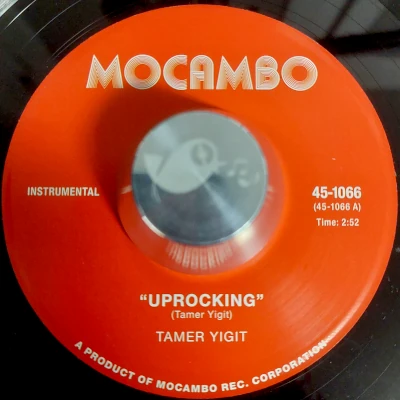 MOCAMBO
INSTRUMENTAL
45-1066
(45-1066 A)
Time: 2:52
"UPROCKING"
(Tamer Yigit)
TAMER YIGIT
A PRODUCT OF MOCAMBO REC. CORPORATION